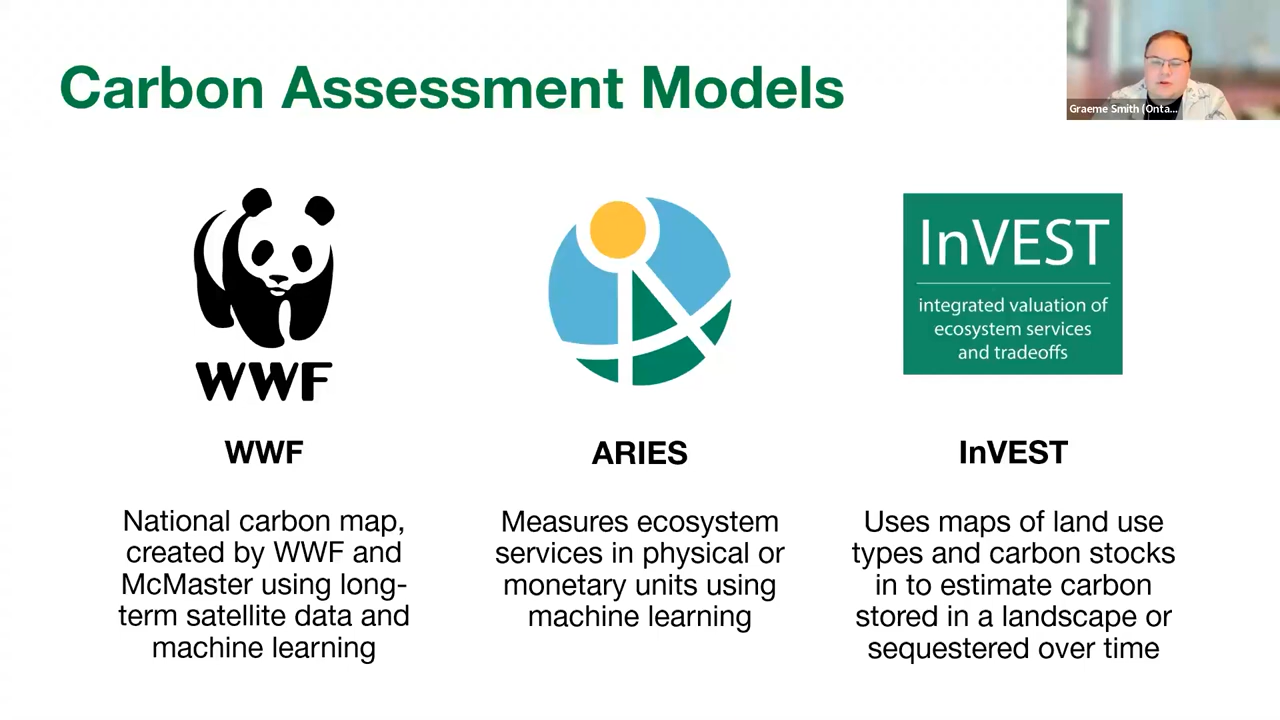 Carbon Assessment Models
Graeme Smith (Onta...
WWF
InVEST
integrated valuation of
ecosystem services
and tradeoffs
WWF
National carbon map,
created by WWF and
McMaster using long-
term satellite data and
machine learning
ARIES
Measures ecosystem
services in physical or
monetary units using
machine learning
InVEST
Uses maps of land use
types and carbon stocks
in to estimate carbon
stored in a landscape or
sequestered over time